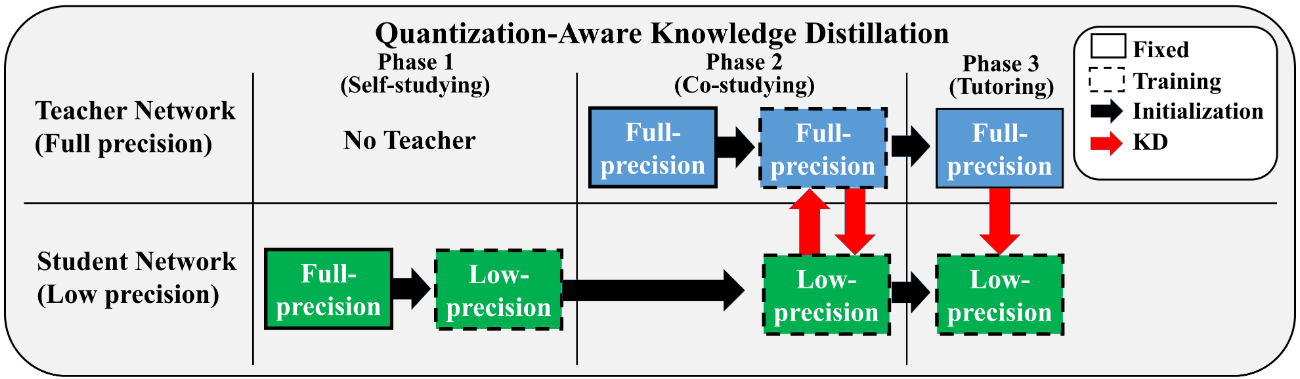 Quantization-Aware Knowledge Distillation
Phase 1
(Self-studying)
Phase 2
(Co-studying)
Phase 3
(Tutoring)
Fixed
Training
Initialization
KD
Teacher Network
(Full precision)
No Teacher
Full-
precision
Full-
precision
Full-
precision
Student Network
(Low precision)
Full-
precision
Low-
precision
Low-
precision
Low-
precision